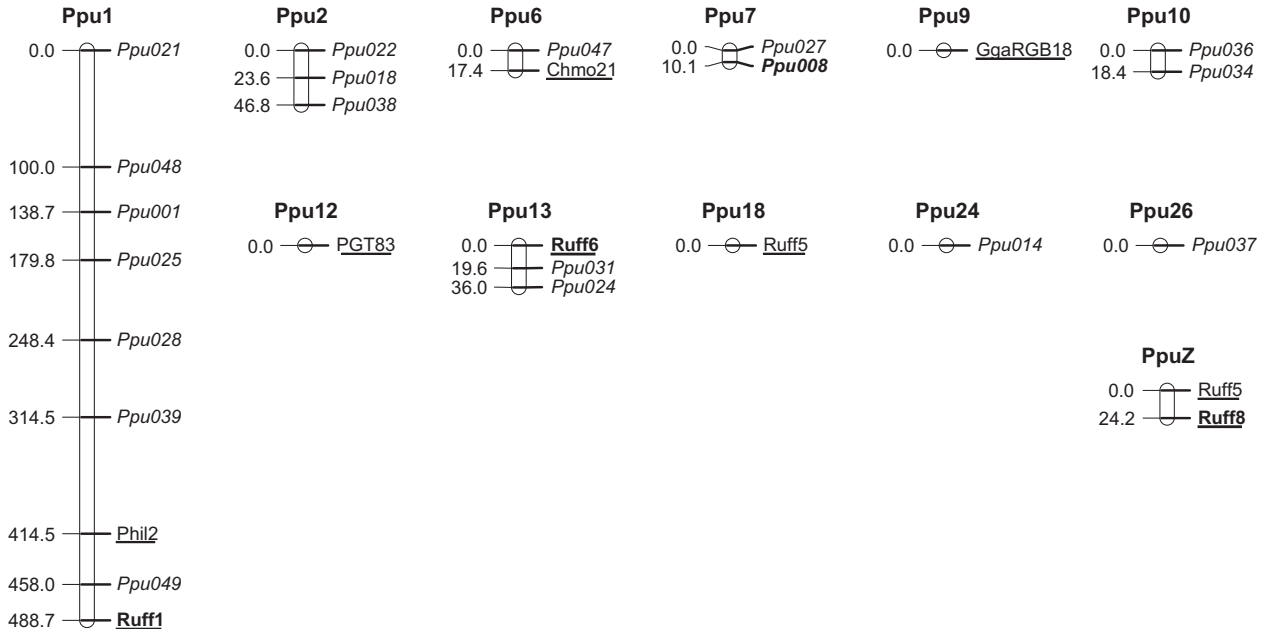 Ppu1
0.0 Ppu021
100.0 Ppu048
138.7 Ppu001
179.8 Ppu025
248.4 Ppu028
314.5 Ppu039
414.5 Phil2
458.0 Ppu049
488.7 Ruff1
Ppu2
0.0 Ppu022
23.6 Ppu018
46.8 Ppu038
Ppu6
0.0 Ppu047
17.4 Chmo21
Ppu7
0.0 Ppu027
10.1 Ppu008
Ppu9
0.0 GgaRGB18
Ppu10
0.0 Ppu036
18.4 Ppu034
Ppu12
0.0 PGT83
Ppu13
0.0 Ruff6
19.6 Ppu031
36.0 Ppu024
Ppu18
0.0 Ruff5
Ppu24
0.0 Ppu014
Ppu26
0.0 Ppu037
PpuZ
0.0 Ruff5
24.2 Ruff8